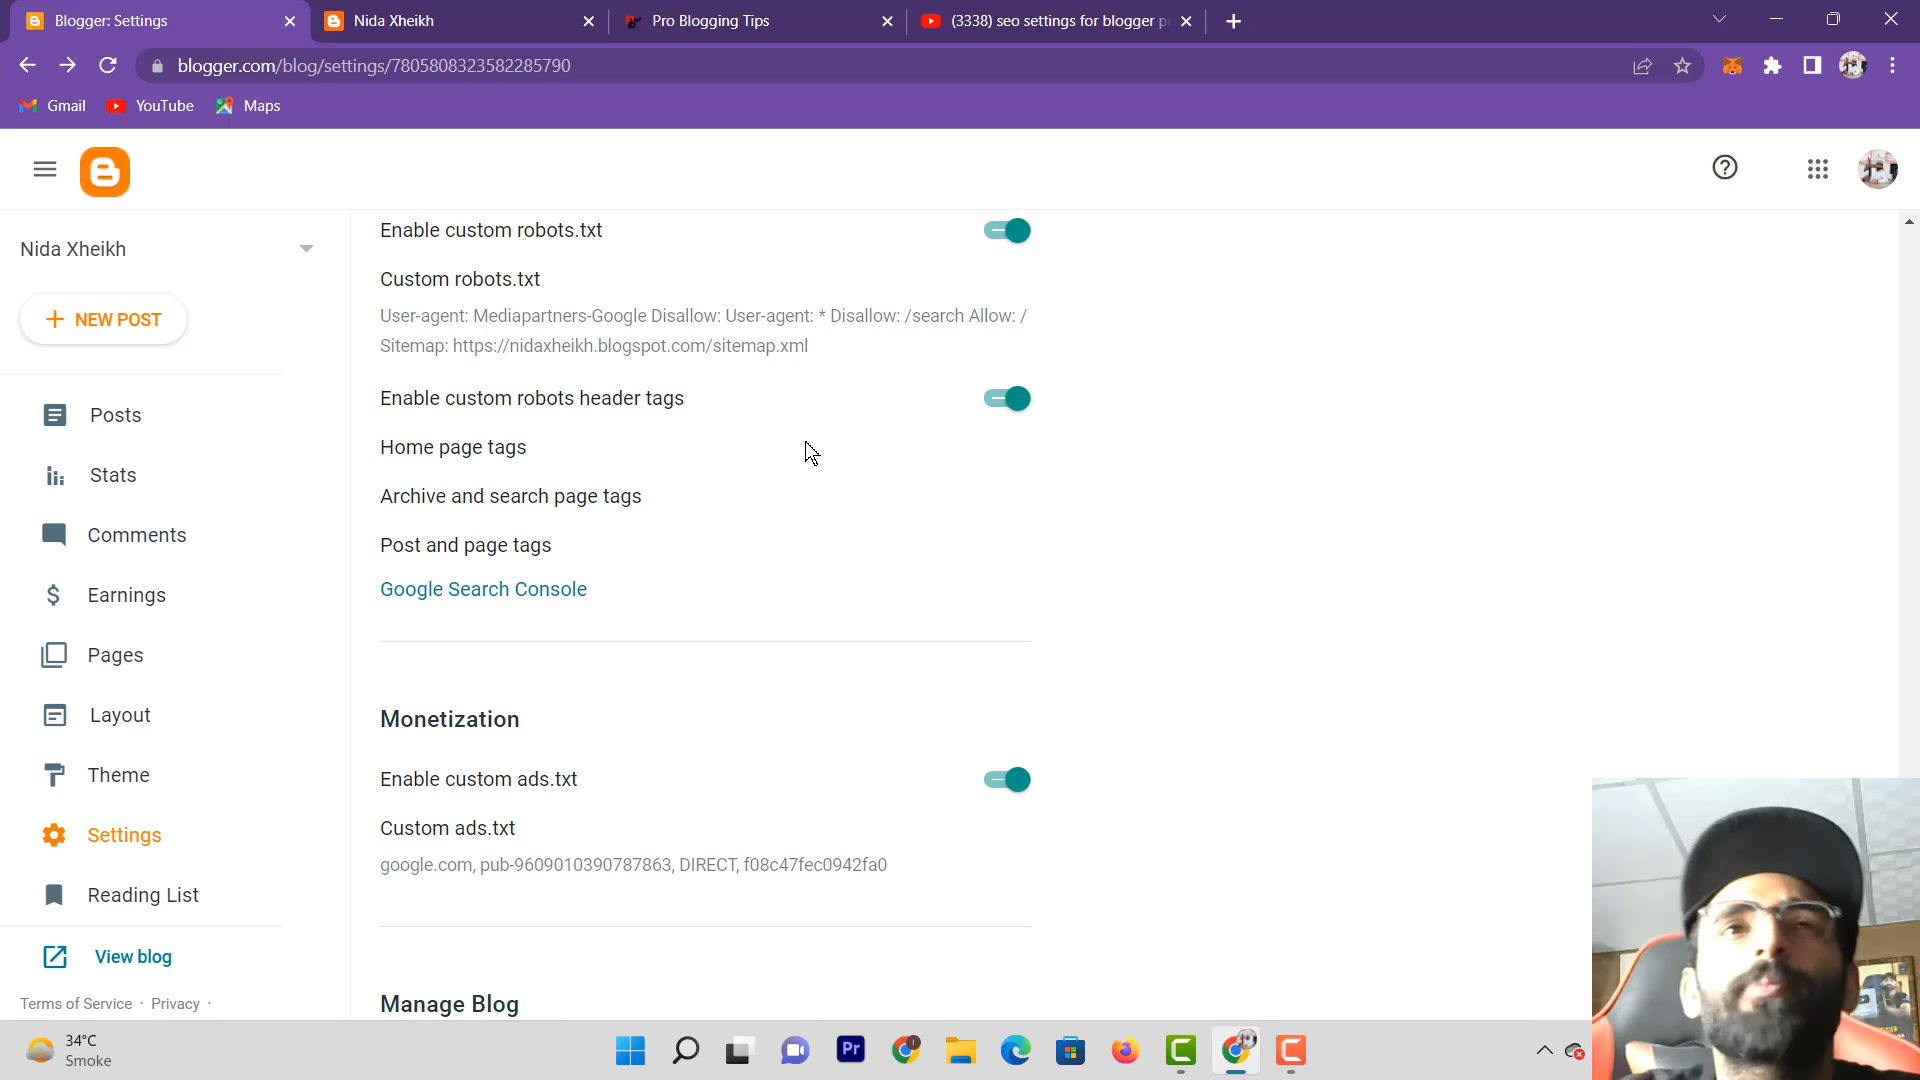 Blogger: Settings
Nida Xheikh
Pro Blogging Tips
(3338) seo settings for blogger p
blogger.com/blog/settings/7805808323582285790
Gmail
YouTube
Maps
Nida Xheikh
NEW POST
Posts
Stats
Comments
Earnings
Pages
Layout
Theme
Settings
Reading List
View blog
Terms of Service · Privacy ·
Enable custom robots.txt
Custom robots.txt
User-agent: Mediapartners-Google Disallow: User-agent: * Disallow: /search Allow: /
Sitemap: https://nidaxheikh.blogspot.com/sitemap.xml
Enable custom robots header tags
Home page tags
Archive and search page tags
Post and page tags
Google Search Console
Monetization
Enable custom ads.txt
Custom ads.txt
google.com, pub-9609010390787863, DIRECT, f08c47fec0942fa0
Manage Blog
34°C
Smoke
Pr